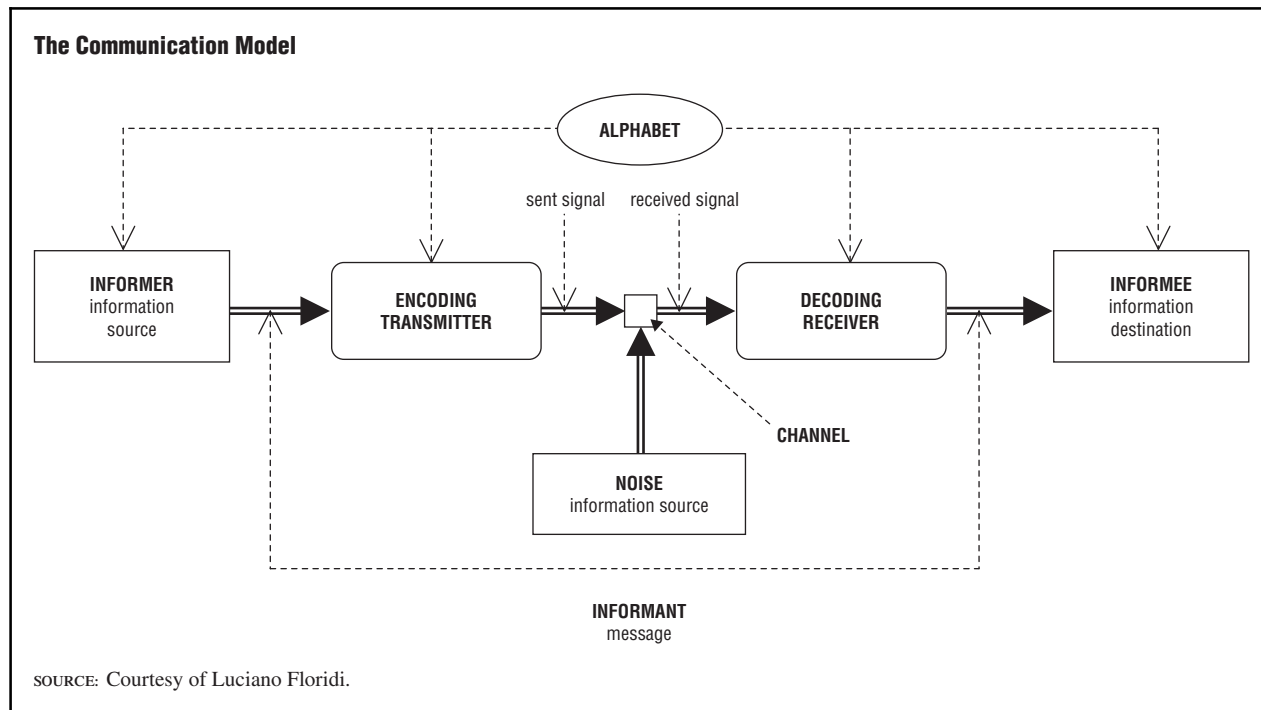 The Communication Model
ALPHABET
sent signal
received signal
INFORMER
information
source
ENCODING
TRANSMITTER
DECODING
RECEIVER
INFORMEE
information
destination
CHANNEL
NOISE
information source
INFORMANT
message
SOURCE: Courtesy of Luciano Floridi.